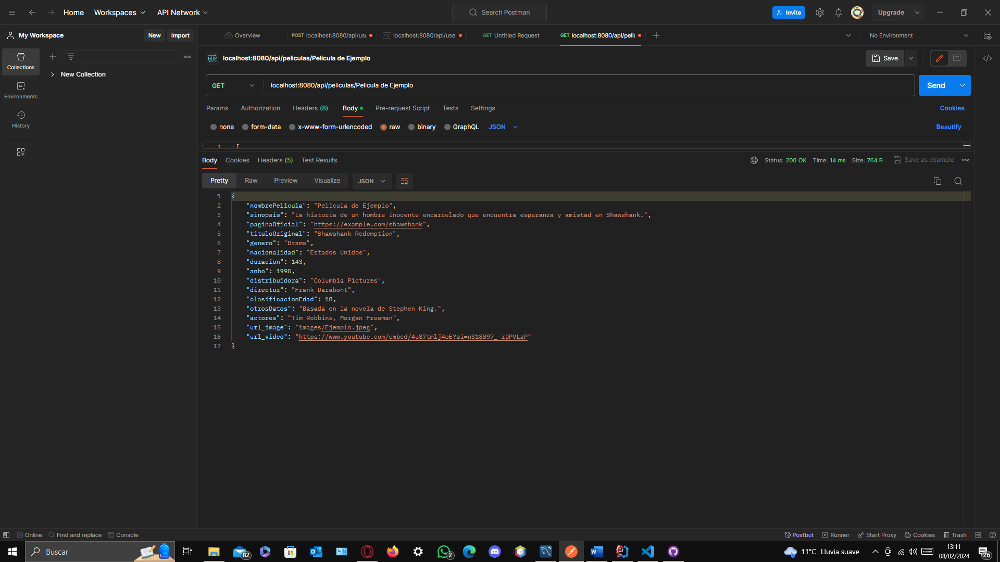 Home
Workspaces
API Network
Search Postman
Invite
Upgrade
My Workspace
New
Import
Overview
POST localhost:8080/api/use
localhost:8080/api/use.
GET Untitled Request
GET localhost:8080/api/pelic
No Environment
Collections
New Collection
HTTP localhost:8080/api/peliculas/Pelicula de Ejemplo
Save
GET
localhost:8080/api/peliculas/Pelicula de Ejemplo
Send
Environments
History
Params
Authorization
Headers (8)
Body
Pre-request Script
Tests
Settings
Cookies
none
form-data
x-www-form-urlencoded
raw
binary
GraphQL
JSON
Beautify
1 {
Body
Cookies
Headers (5)
Test Results
Status: 200 OK
Time: 14 ms
Size: 764 B
Save as example
Pretty
Raw
Preview
Visualize
JSON
1 {
2 "nombrePelicula": "Pelicula de Ejemplo",
3 "sinopsis": "La historia de un hombre inocente encarcelado que encuentra esperanza y amistad en Shawshank.",
4 "paginaOficial": "https://example.com/shawshank",
5 "tituloOriginal": "Shawshank Redemption",
6 "genero": "Drama",
7 "nacionalidad": "Estados Unidos",
8 "duracion": 143,
9 "anho": 1995,
10 "distribuidora": "Columbia Pictures",
11 "director": "Frank Darabont",
12 "clasificacionEdad": 18,
13 "otrosDatos": "Basada en la novela de Stephen King.",
14 "actores": "Tim Robbins, Morgan Freeman",
15 "url_image": "images/Ejemplo.jpeg",
16 "url_video": "https://www.youtube.com/embed/4u87tmlj4oE?si=n318897_-rDPVLzP"
17 }
Online
Find and replace
Console
Postbot
Runner
Start Proxy
Cookies
Trash
Buscar
82
2
11°C Lluvia suave
13:11
08/02/2024
26